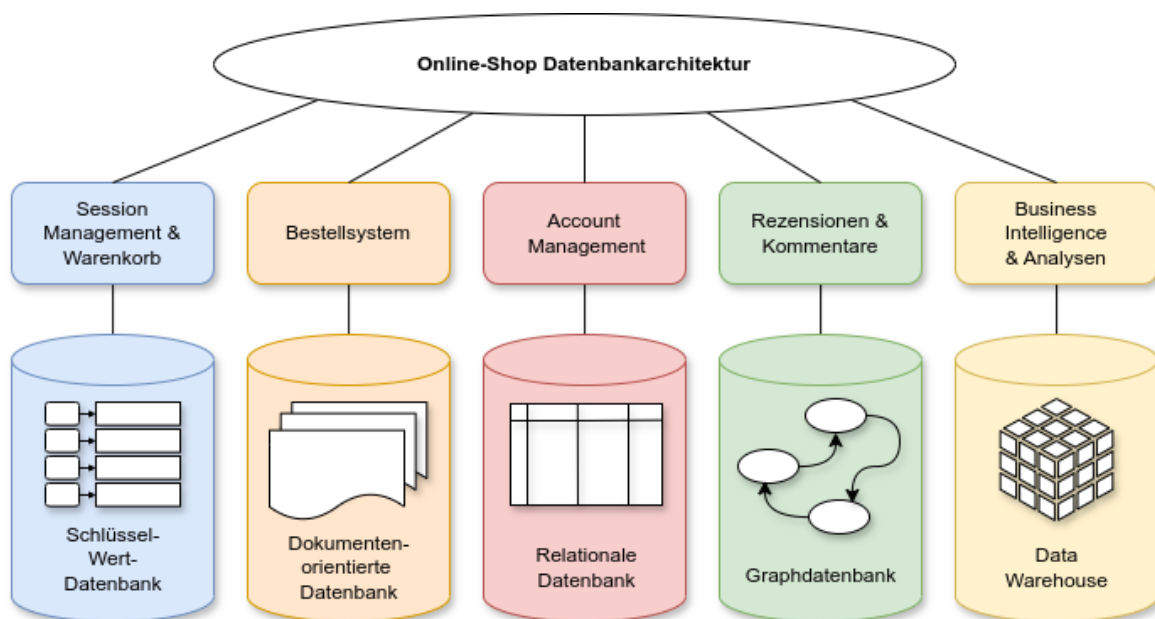 Online-Shop Datenbankarchitektur
Session
Management &
Warenkorb
Bestellsystem
Account
Management
Rezensionen &
Kommentare
Business
Intelligence
& Analysen
Schlüssel-
Wert-
Datenbank
Dokumenten-
orientierte
Datenbank
Relationale
Datenbank
Graphdatenbank
Data
Warehouse